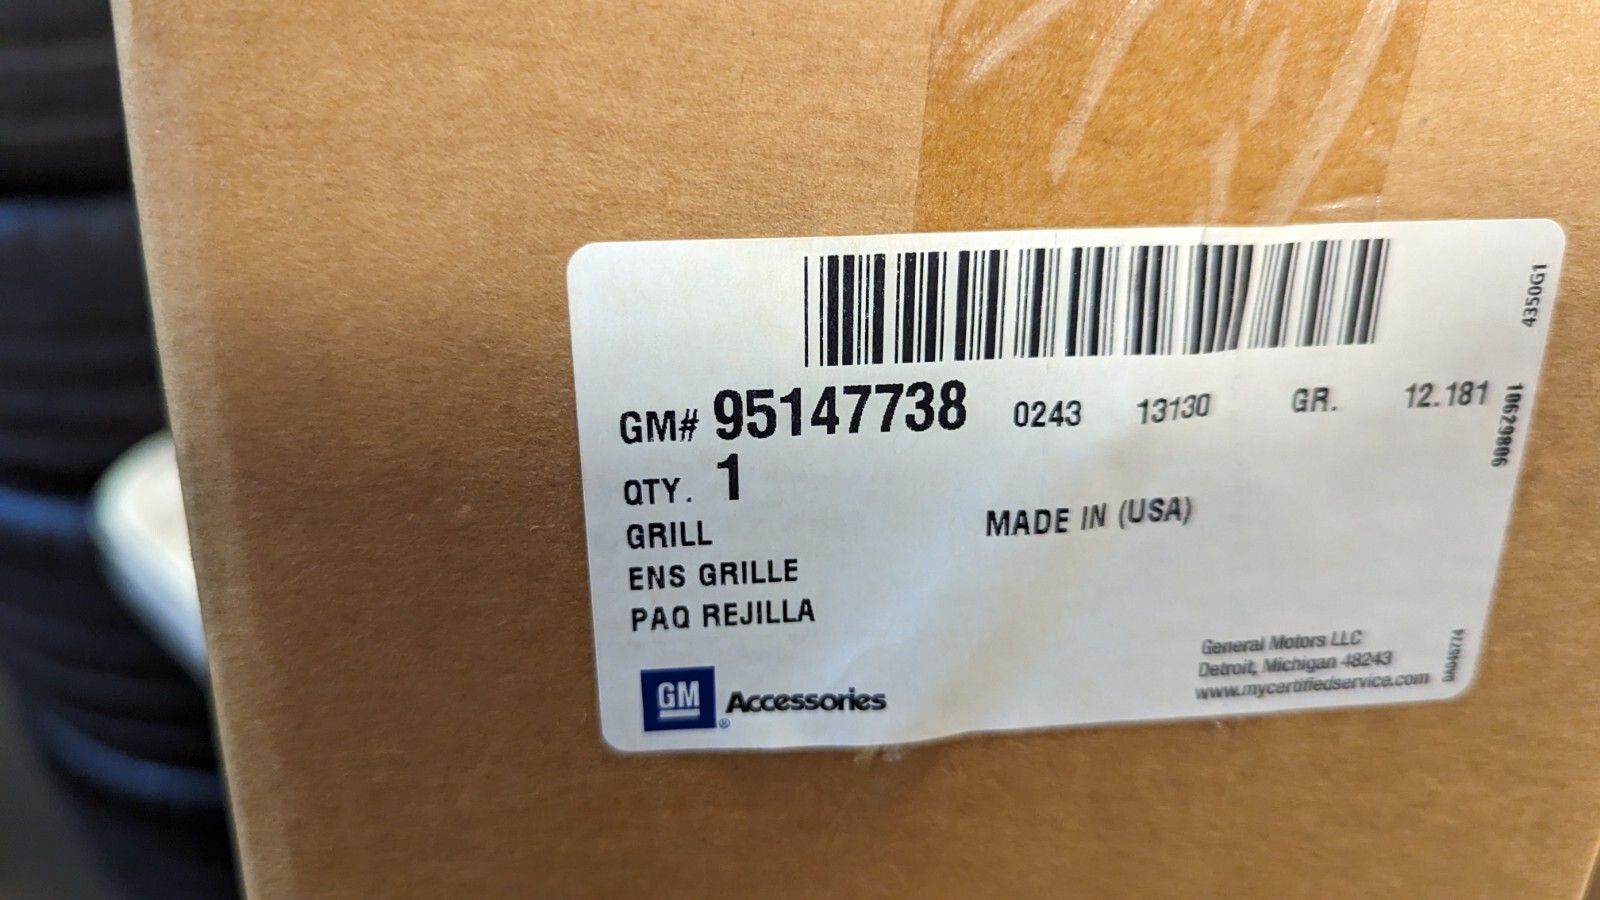 GM# 95147738 0243 13130 GR. 12.181
QTY. 1
GRILL
MADE IN (USA)
ENS GRILLE
PAQ REJILLA
GM® Accessories
General Motors LLC
Detroit, Michigan 48243
www.mycertifiedservice.com
4350G1